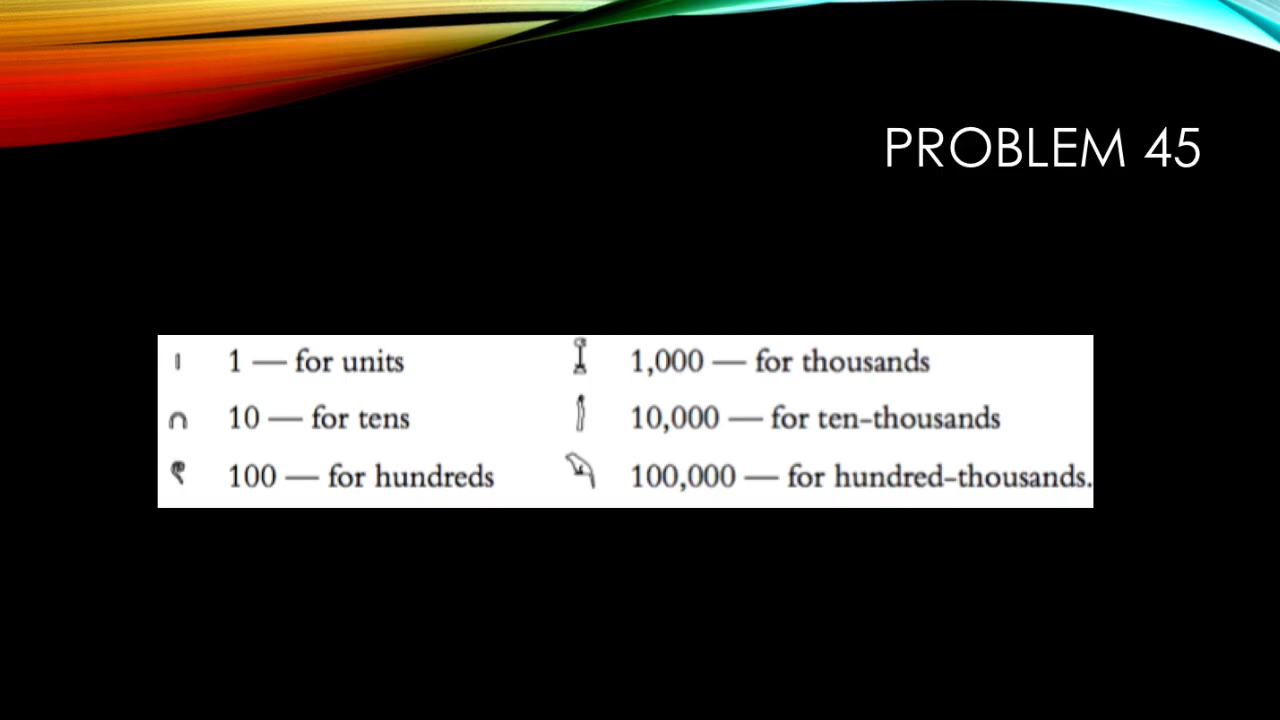 PROBLEM 45
1 — for units
10 — for tens
100 — for hundreds
1,000 — for thousands
10,000 — for ten-thousands
100,000 — for hundred-thousands.